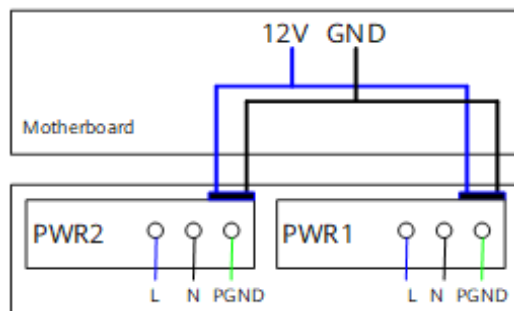 12V GND
Motherboard
PWR2 PWR1
L N PGND L N PGND